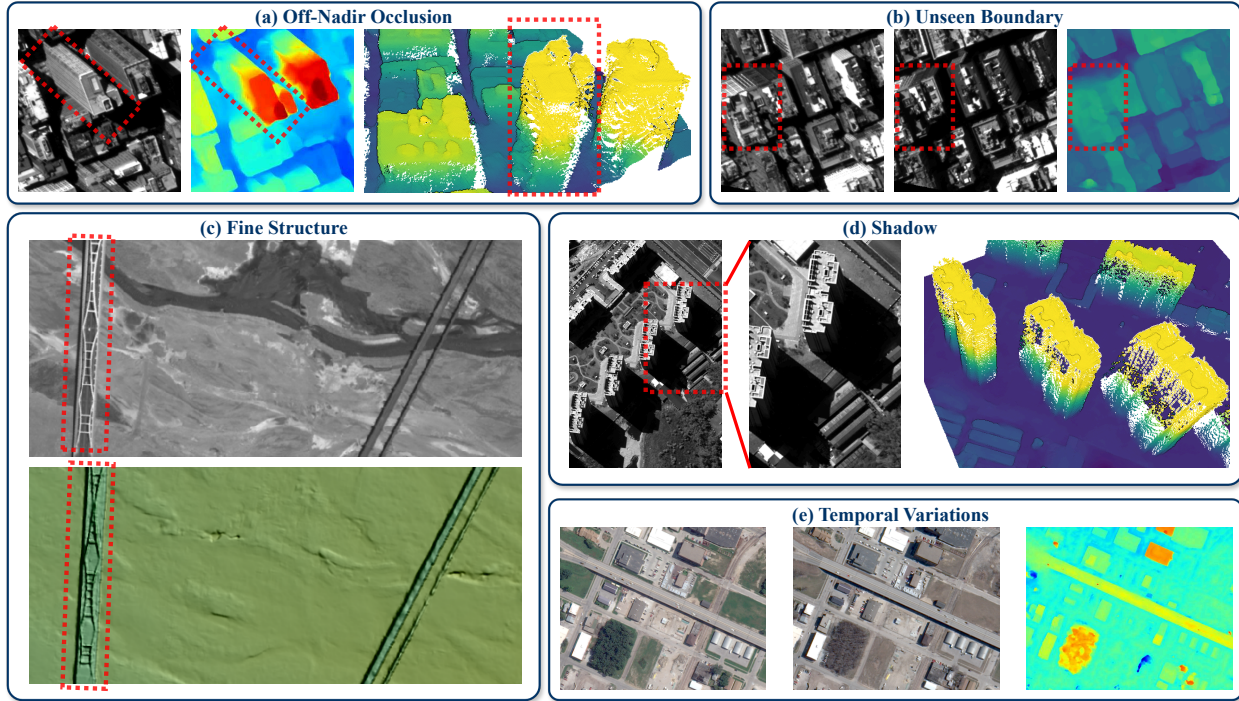 (a) Off-Nadir Occlusion
(b) Unseen Boundary
(c) Fine Structure
(d) Shadow
(e) Temporal Variations